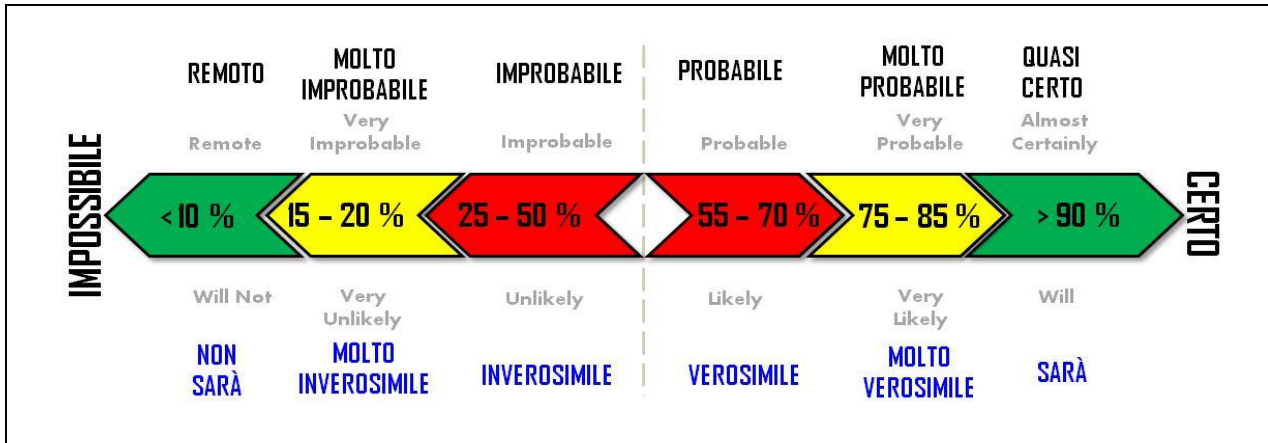 REMOTO
MOLTO
IMPROBABILE
IMPROBABILE
PROBABILE
MOLTO
PROBABILE
QUASI
CERTO
Remote
Very
Improbable
Improbable
Probable
Very
Probable
Almost
Certainly
IMPOSSIBILE
< 10 %
15 – 20 %
25 – 50 %
55 – 70 %
75 – 85 %
> 90 %
CERTO
Will Not
Very
Unlikely
Unlikely
Likely
Very
Likely
Will
NON
SARÀ
MOLTO
INVEROSIMILE
INVEROSIMILE
VEROSIMILE
MOLTO
VEROSIMILE
SARÀ